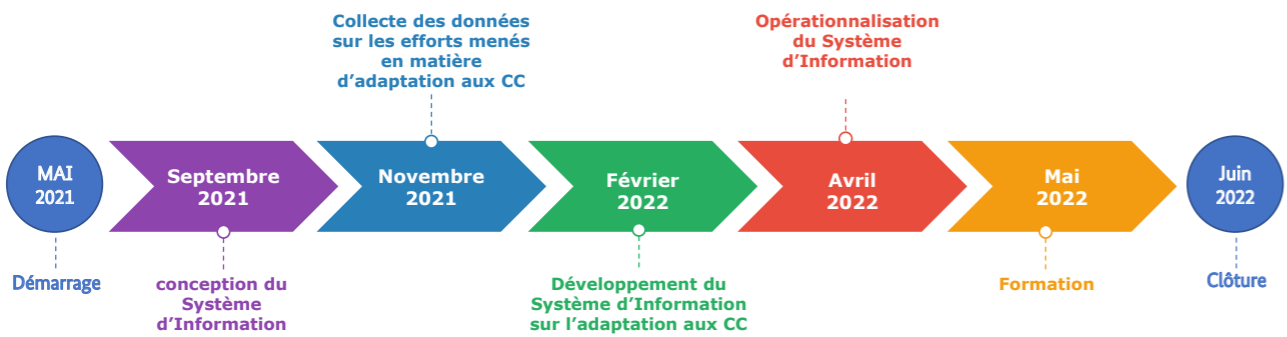 Collecte des données
sur les efforts menés
en matière
d’adaptation aux CC
Opérationnalisation
du Système
d’Information
MAI
2021
Septembre
2021
Novembre
2021
Février
2022
Avril
2022
Mai
2022
Juin
2022
Démarrage
conception du
Système
d’Information
Développement du
Système d’Information
sur l’adaptation aux CC
Formation
Clôture